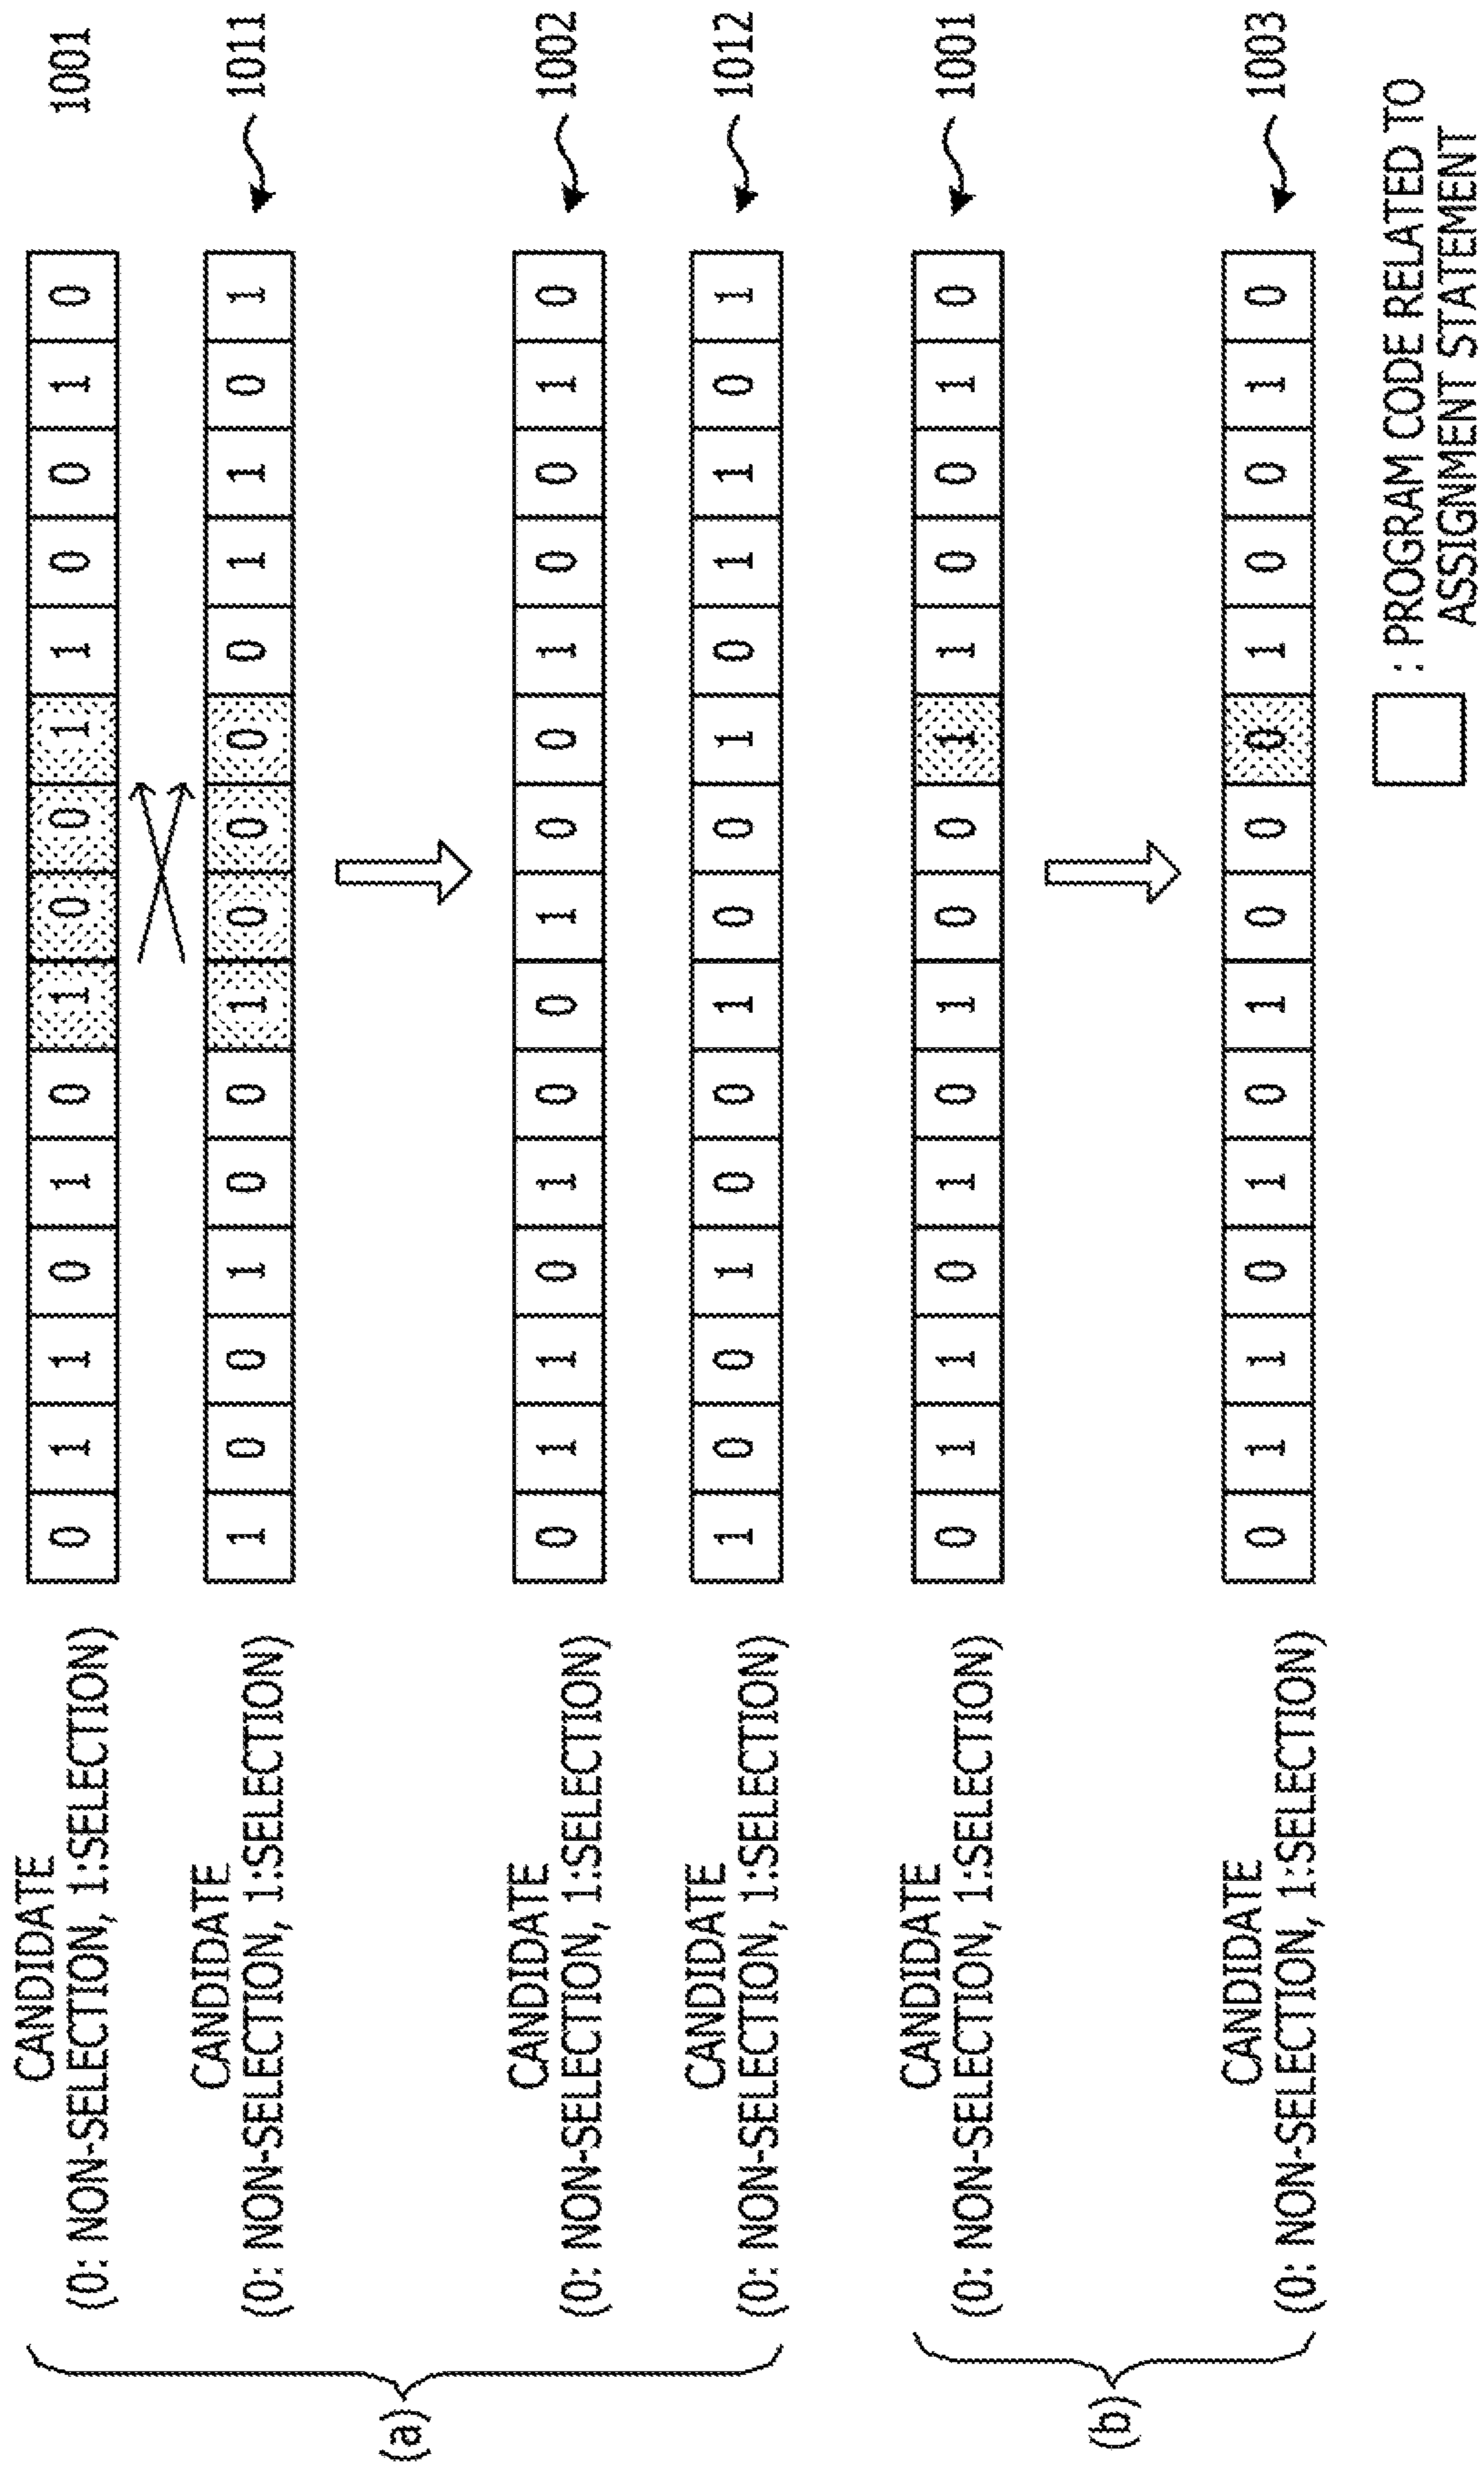 (a)
CANDIDATE
(0: NON-SELECTION, 1:SELECTION) 0 1 1 0 1 0 1 0 0 1 1 0 0 1 0 1001
CANDIDATE
(0: NON-SELECTION, 1:SELECTION) 1 0 0 1 0 0 1 0 0 0 0 1 1 0 1 1011
CANDIDATE
(0: NON-SELECTION, 1:SELECTION) 0 1 1 0 1 0 0 1 0 0 1 0 0 1 0 1002
CANDIDATE
(0: NON-SELECTION, 1:SELECTION) 1 0 0 1 0 0 1 0 0 1 0 1 1 0 1 1012
(b)
CANDIDATE
(0: NON-SELECTION, 1:SELECTION) 0 1 1 0 1 0 1 0 0 1 1 0 0 1 0 1001
CANDIDATE
(0: NON-SELECTION, 1:SELECTION) 0 1 1 0 1 0 1 0 0 0 1 0 0 1 0 1003
: PROGRAM CODE RELATED TO
ASSIGNMENT STATEMENT